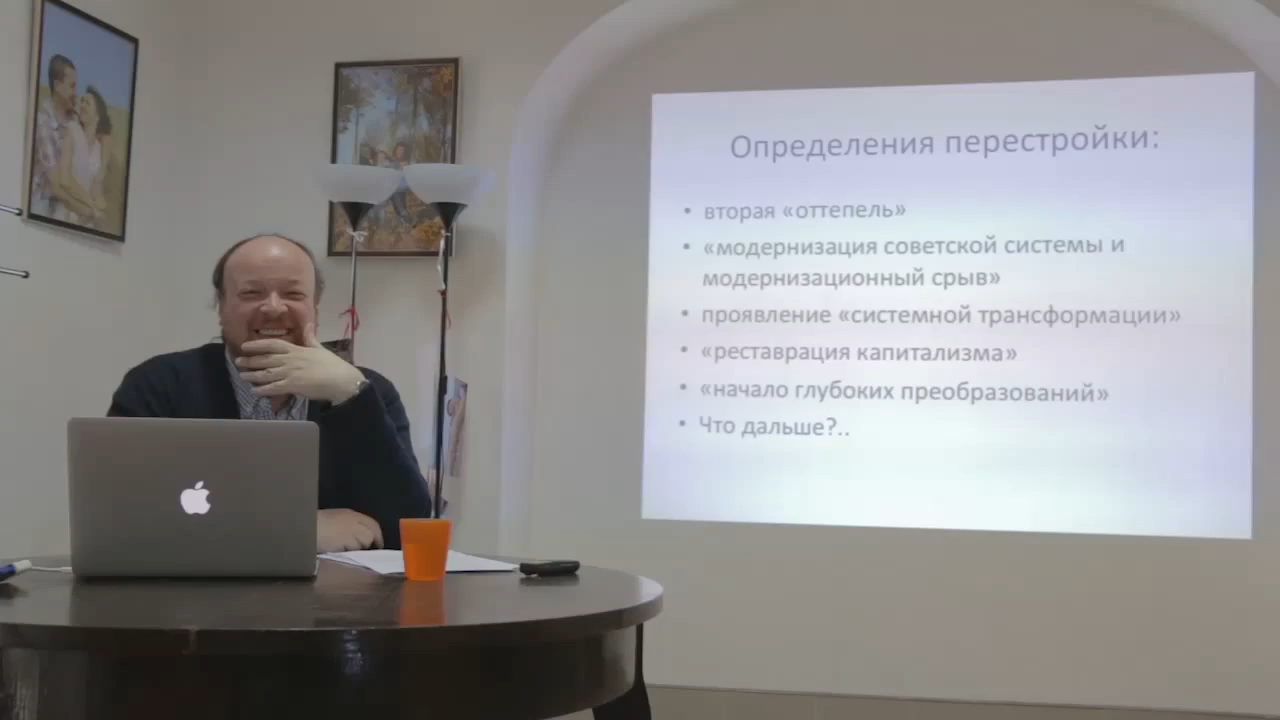 Определения перестройки:
• вторая «оттепель»
• «модернизация советской системы и
модернизационный срыв»
• проявление «системной трансформации»
• «реставрация капитализма»
• «начало глубоких преобразований»
• Что дальше?..